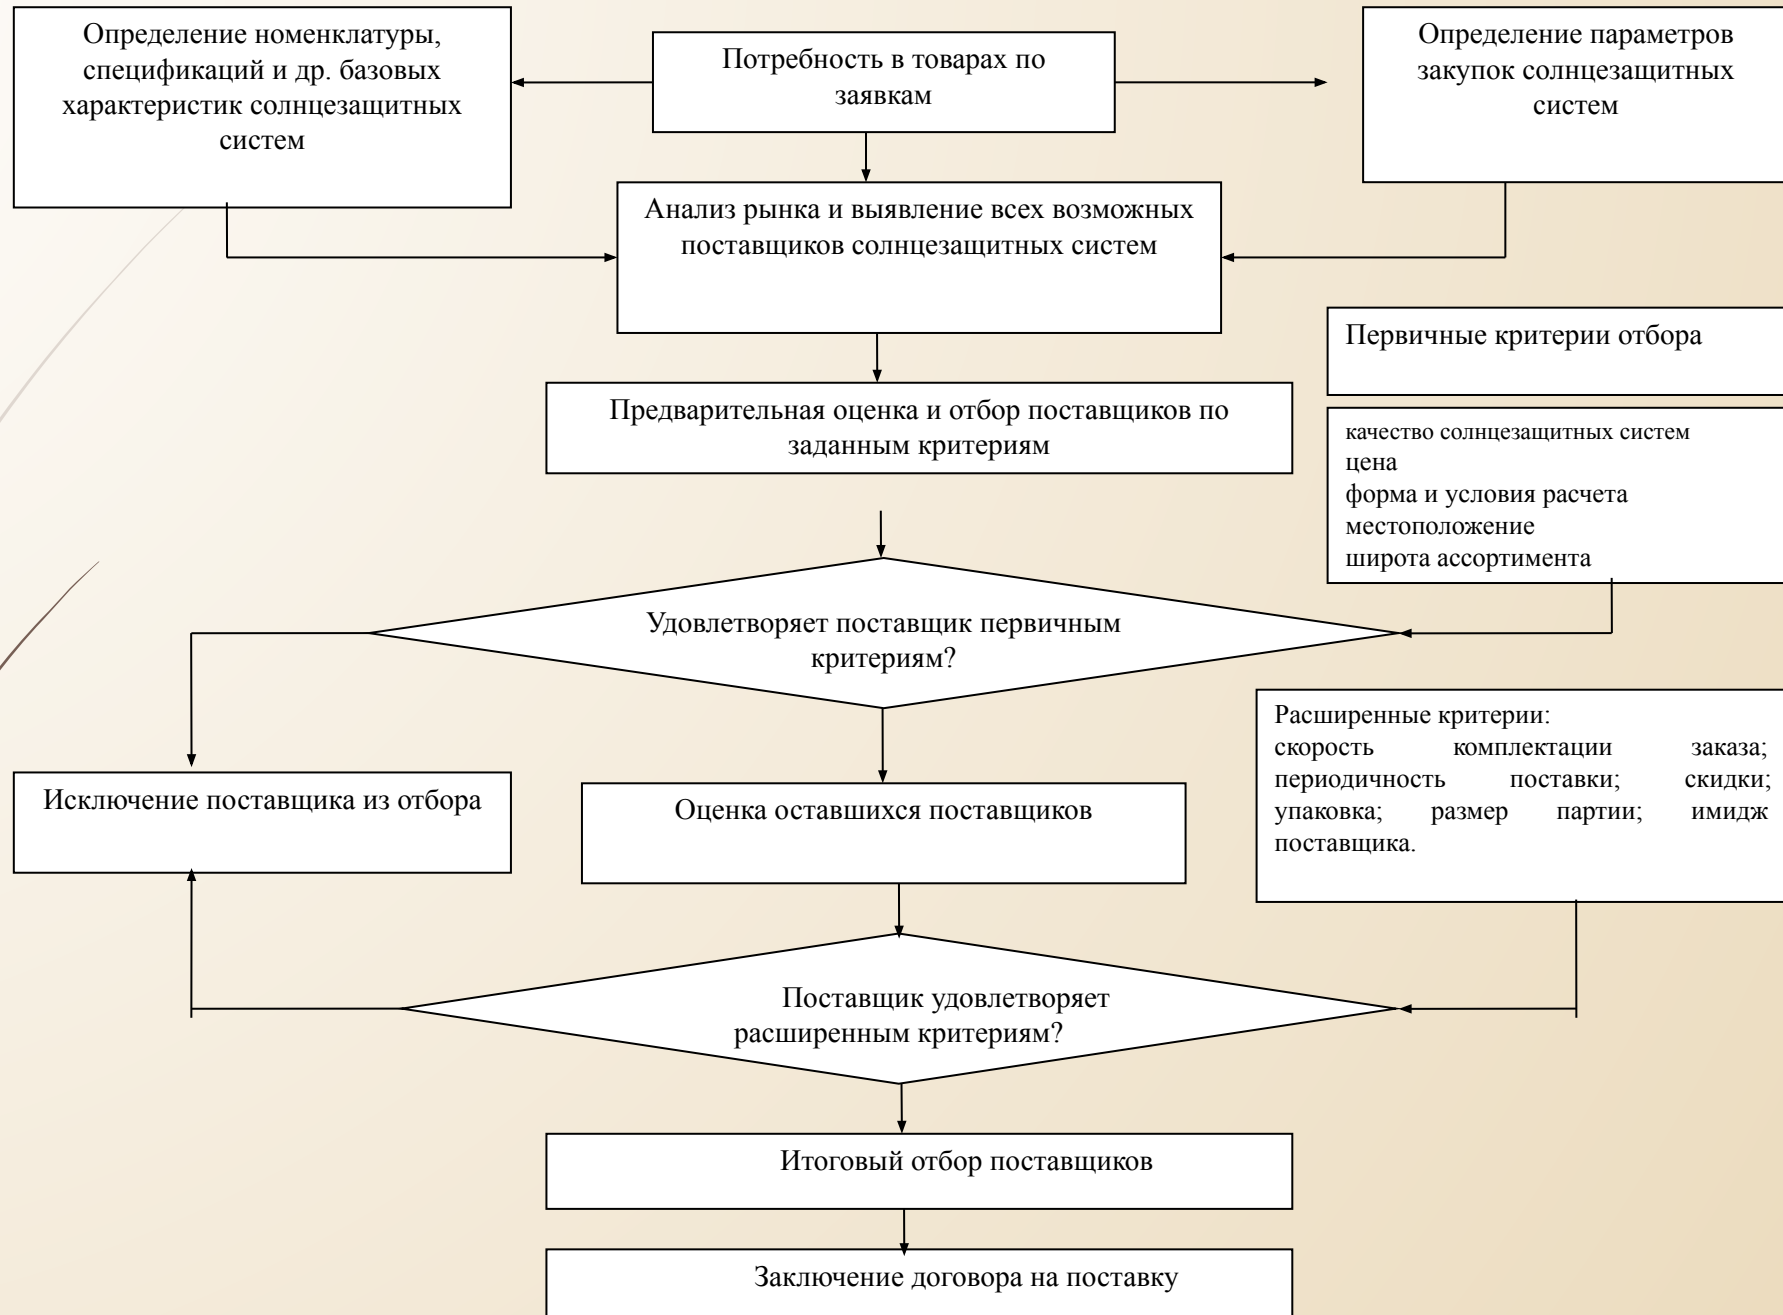 Определение номенклатуры,
спецификаций и др. базовых
характеристик солнцезащитных
систем
Потребность в товарах по
заявкам
Определение параметров
закупок солнцезащитных
систем
Анализ рынка и выявление всех возможных
поставщиков солнцезащитных систем
Первичные критерии отбора
Предварительная оценка и отбор поставщиков по
заданным критериям
качество солнцезащитных систем
цена
форма и условия расчета
местоположение
широта ассортимента
Удовлетворяет поставщик первичным
критериям?
Расширенные критерии:
скорость комплектации заказа;
периодичность поставки; скидки;
упаковка; размер партии; имидж
поставщика.
Исключение поставщика из отбора
Оценка оставшихся поставщиков
Поставщик удовлетворяет
расширенным критериям?
Итоговый отбор поставщиков
Заключение договора на поставку